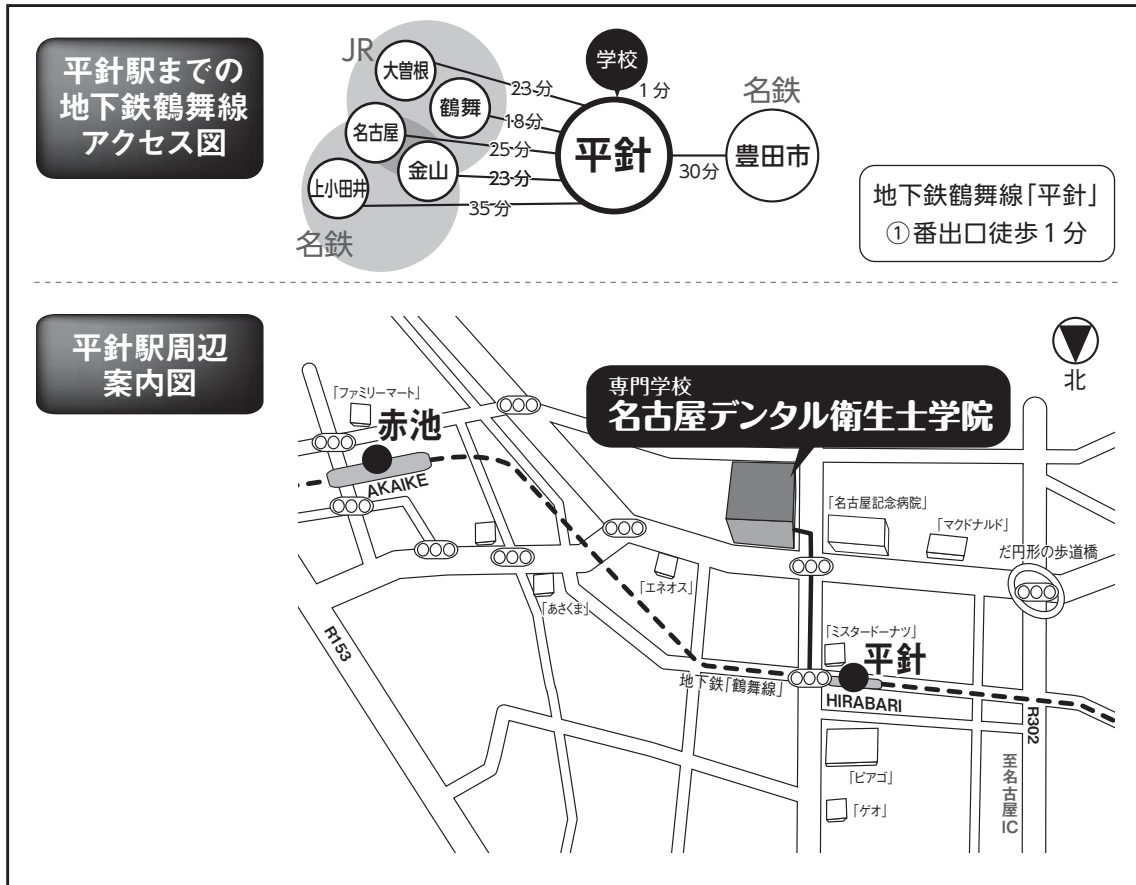 平針駅までの
地下鉄鶴舞線
アクセス図
JR
大曽根
鶴舞
名古屋
金山
上小田井
名鉄
23分
18分
25分
23分
35分
学校
1分
平針
30分
名鉄
豊田市
地下鉄鶴舞線「平針」
①番出口徒歩1分
平針駅周辺
案内図
北
専門学校
名古屋デンタル衛生士学院
「ファミリーマート」
赤池
AKAIKE
「名古屋記念病院」
「マクドナルド」
だ円形の歩道橋
「エネオス」
「あさくま」
「ミスタードーナツ」
平針
HIRABARI
地下鉄「鶴舞線」
R153
R302
「ピアゴ」
「ゲオ」
至名古屋IC